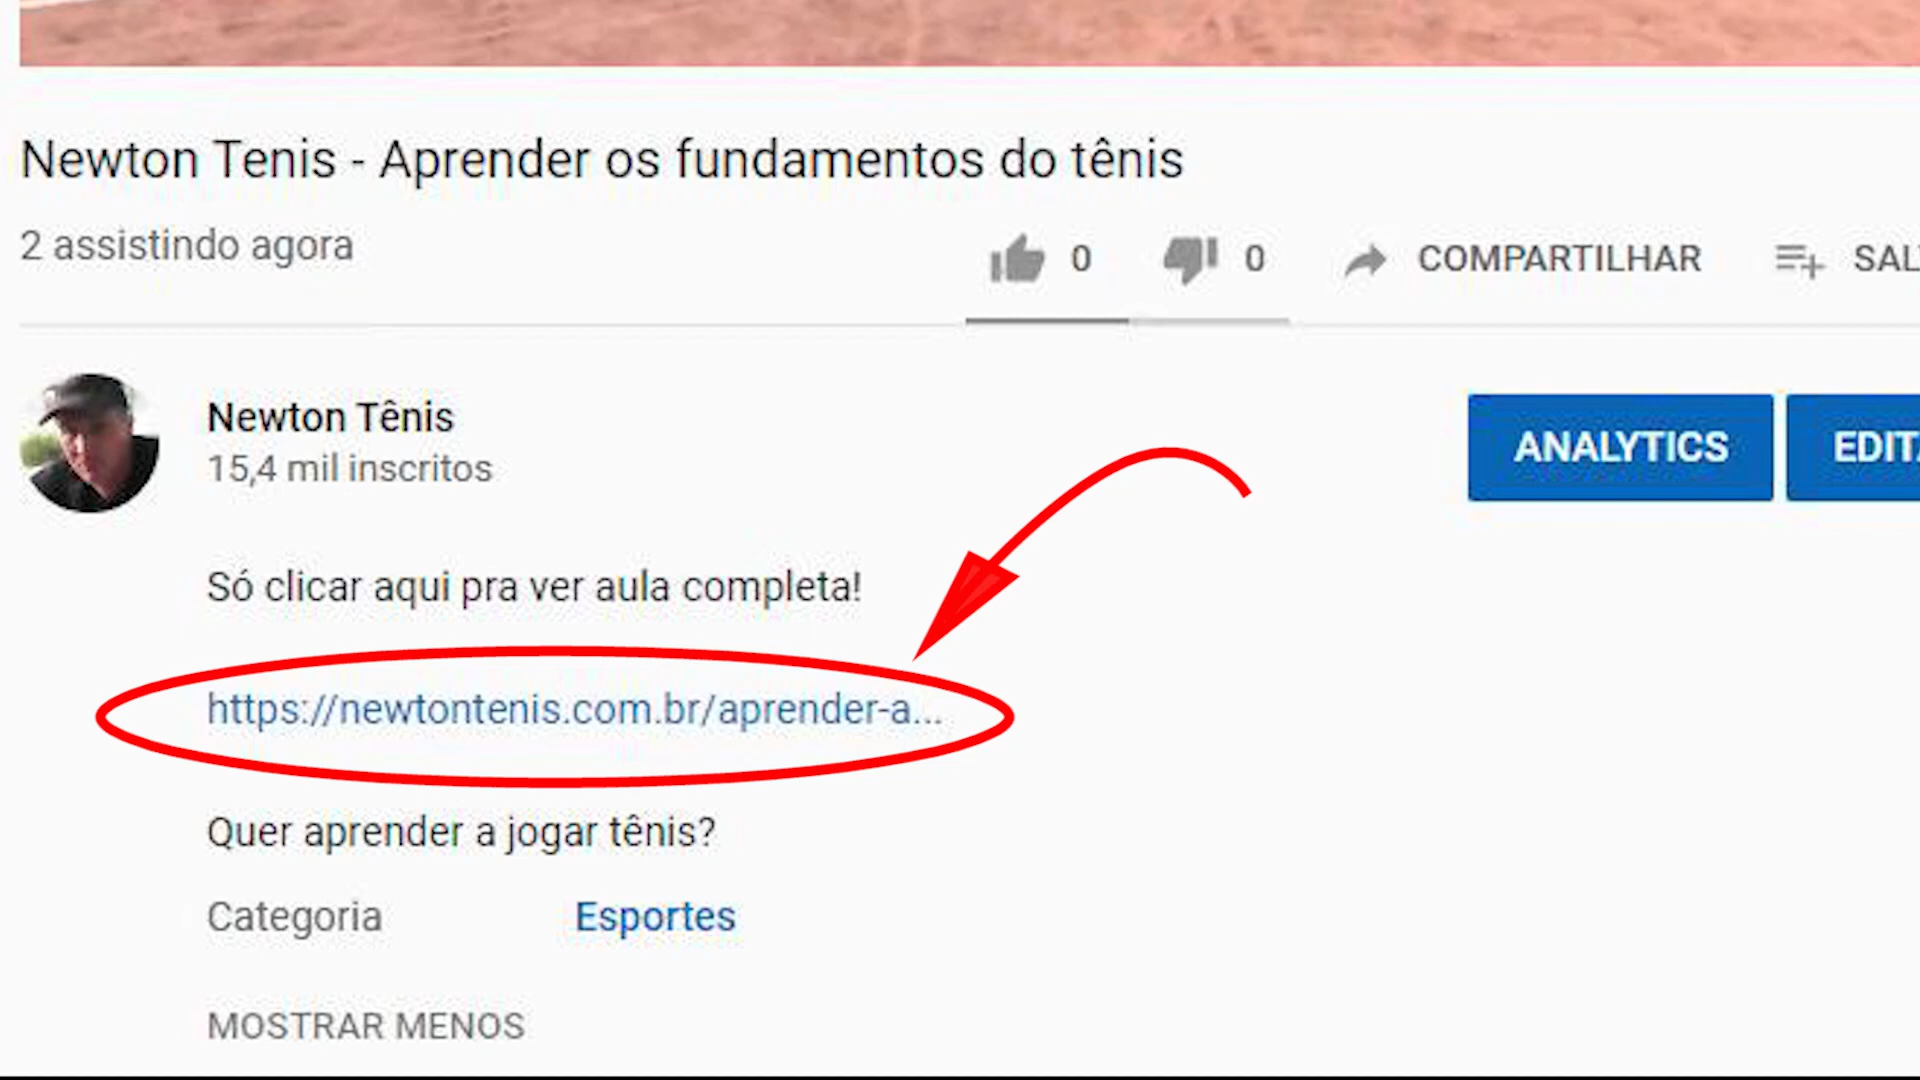 Newton Tenis - Aprender os fundamentos do tênis
2 assistindo agora
0
0
COMPARTILHAR
Newton Tênis
15,4 mil inscritos
ANALYTICS
Só clicar aqui pra ver aula completa!
https://newtontenis.com.br/aprender-a...
Quer aprender a jogar tênis?
Categoria
Esportes
MOSTRAR MENOS